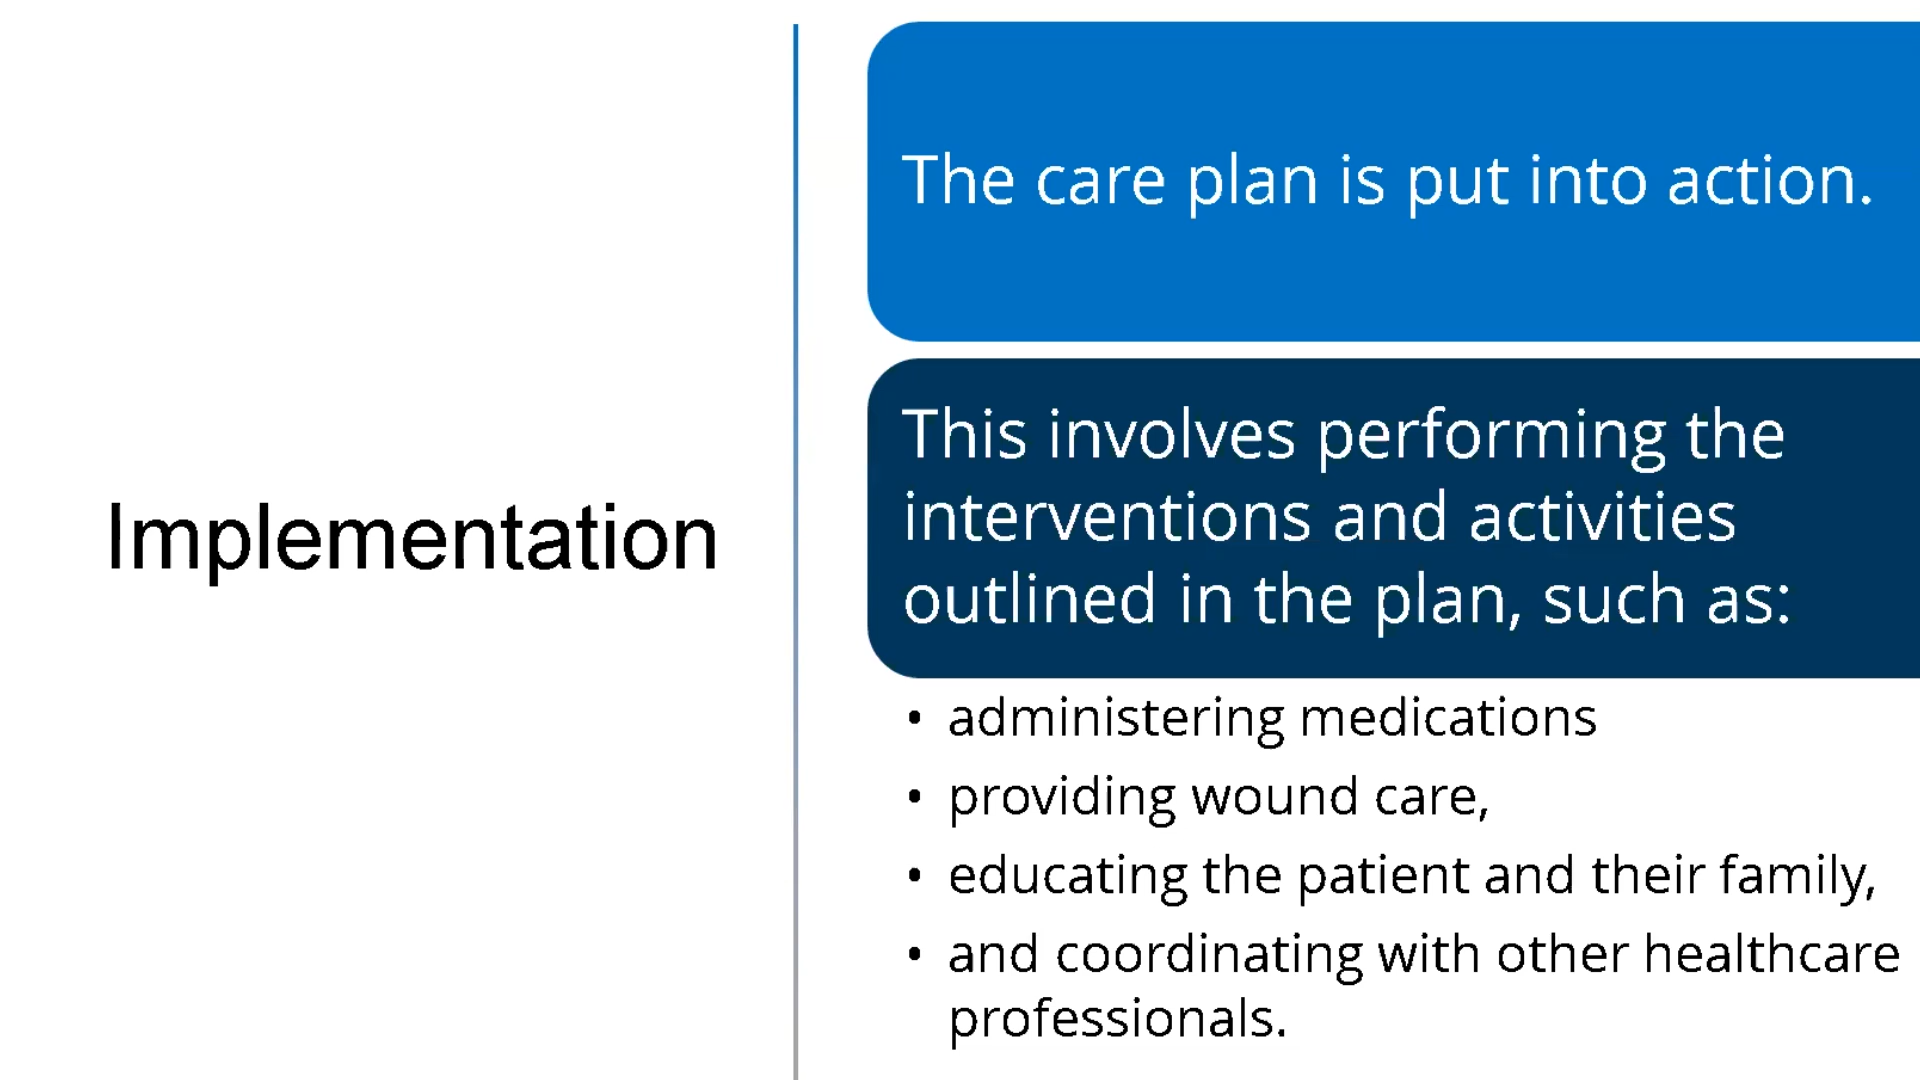 Implementation
The care plan is put into action.
This involves performing the
interventions and activities
outlined in the plan, such as:
• administering medications
• providing wound care,
• educating the patient and their family,
• and coordinating with other healthcare
professionals.